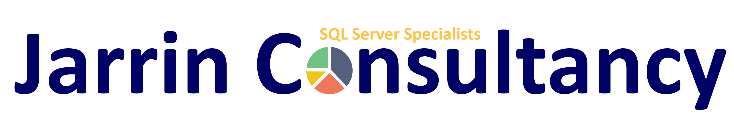 SQL Server Specialists
Jarrin Consultancy